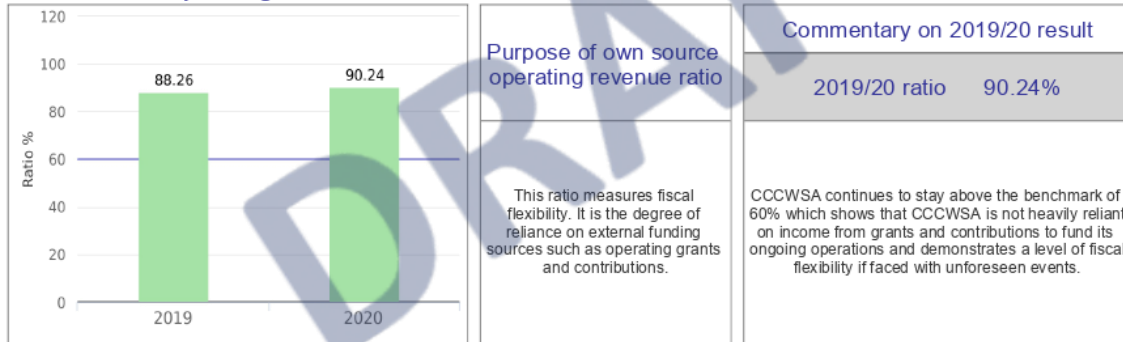 120
100
80
60
40
20
0
Ratio %
88.26
90.24
2019
2020
Purpose of own source
operating revenue ratio
This ratio measures fiscal
flexibility. It is the degree of
reliance on external funding
sources such as operating grants
and contributions.
Commentary on 2019/20 result
2019/20 ratio 90.24%
CCCWSA continues to stay above the benchmark of
60% which shows that CCCWSA is not heavily reliant
on income from grants and contributions to fund its
ongoing operations and demonstrates a level of fiscal
flexibility if faced with unforeseen events.
DRA